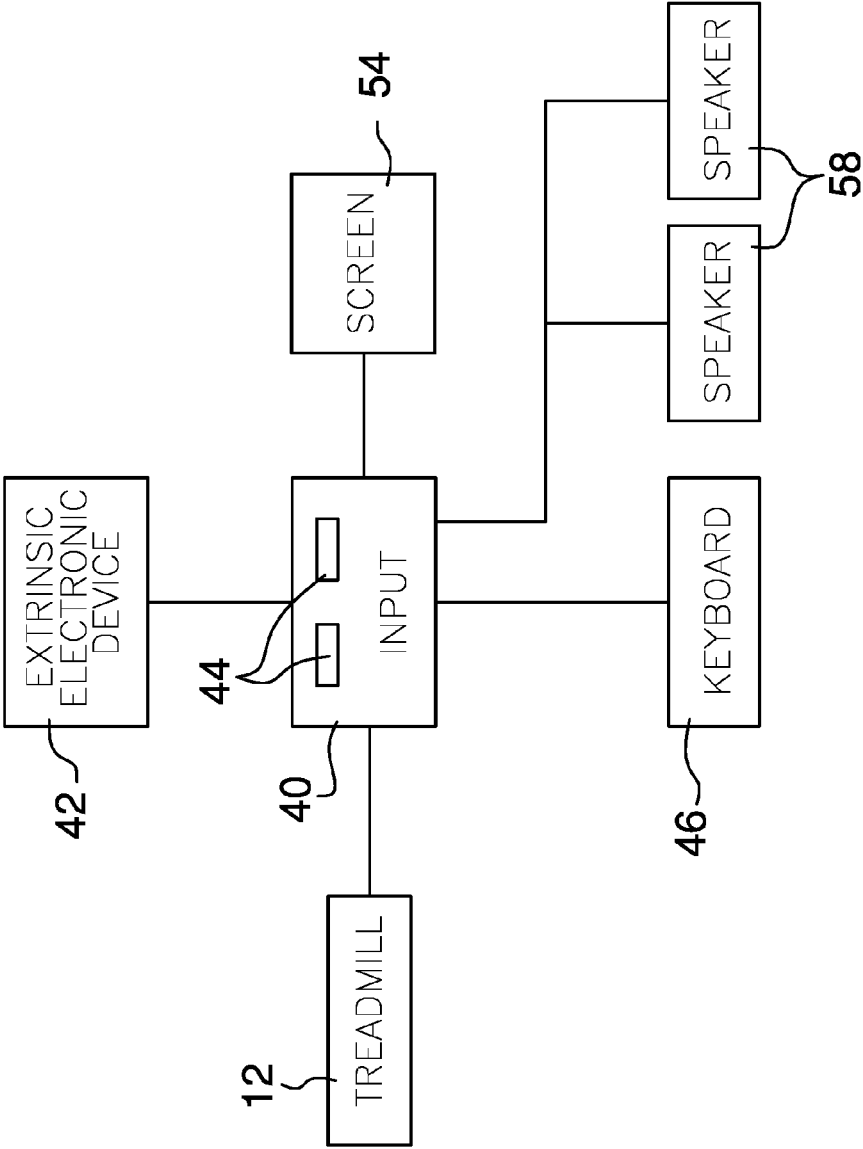 EXTRINSIC
ELECTRONIC
DEVICE
42
44
12
40
TREADMILL
INPUT
SCREEN
54
46
KEYBOARD
SPEAKER
SPEAKER
58